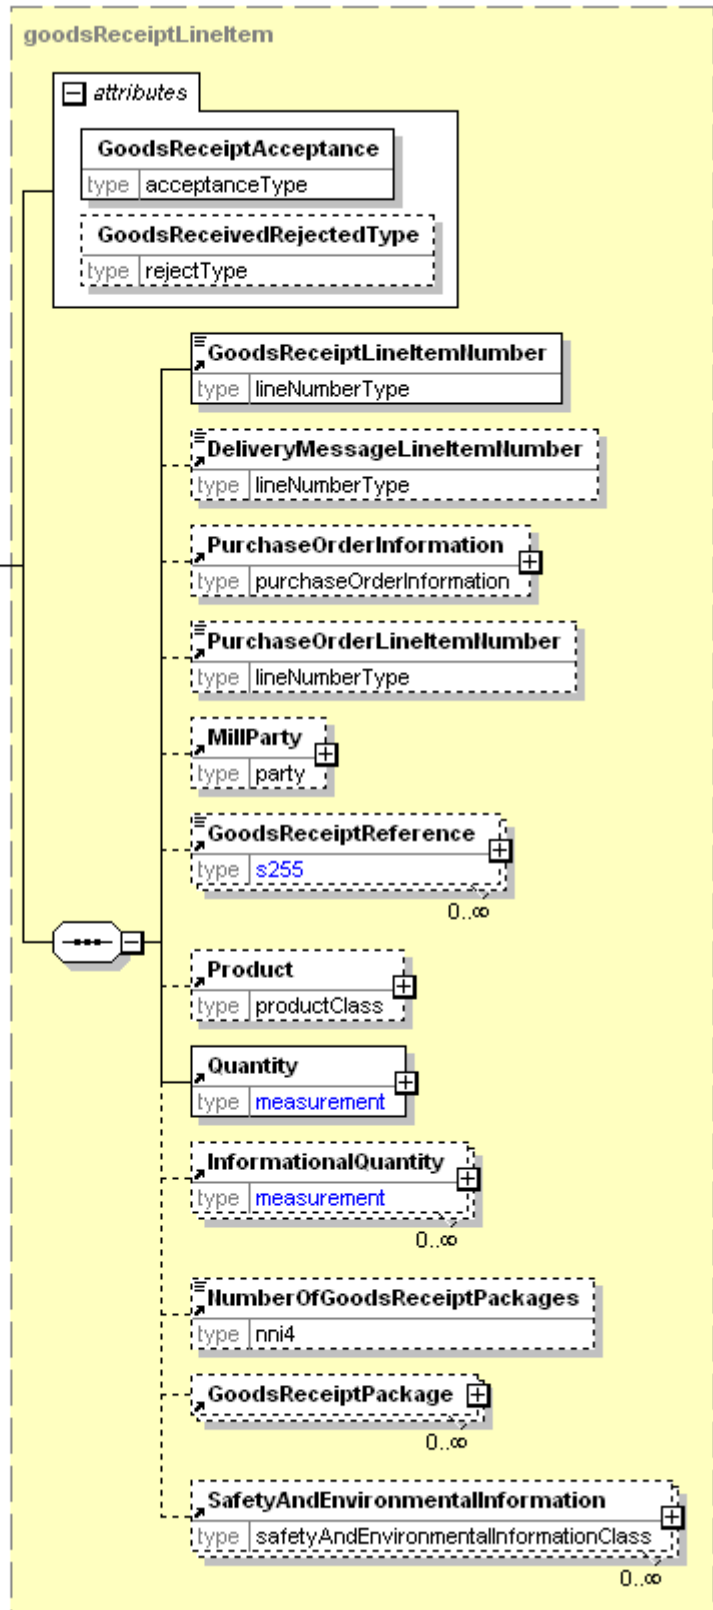 goodsReceiptLineItem
attributes
GoodsReceiptAcceptance
type acceptanceType
GoodsReceivedRejectedType
type rejectType
GoodsReceiptLineItemNumber
type lineNumberType
DeliveryMessageLineItemNumber
type lineNumberType
PurchaseOrderInformation
type purchaseOrderInformation
PurchaseOrderLineItemNumber
type lineNumberType
MillParty
type party
GoodsReceiptReference
type s255
0..∞
Product
type productClass
Quantity
type measurement
InformationalQuantity
type measurement
0..∞
NumberOfGoodsReceiptPackages
type nni4
GoodsReceiptPackage
0..∞
SafetyAndEnvironmentalInformation
type safetyAndEnvironmentalInformationClass
0..∞